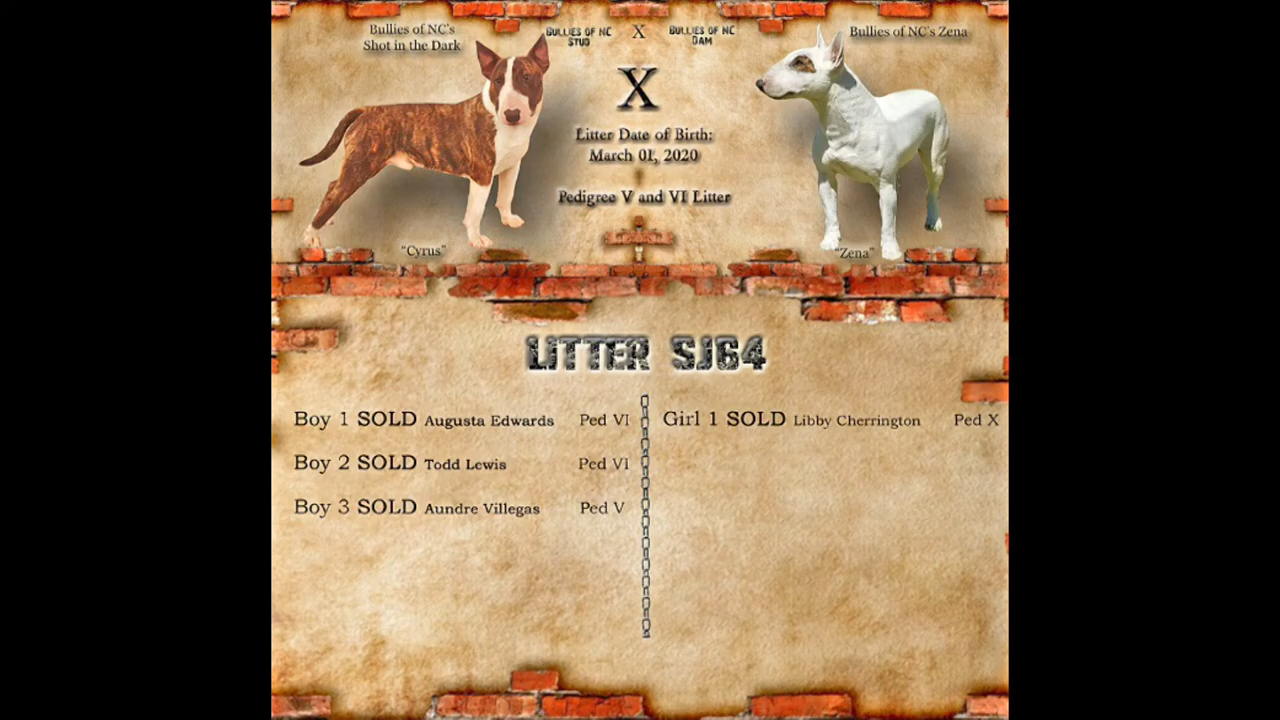 Bullies of NC's
Shot in the Dark
BULLIES OF NC
STUD
X
BULLIES OF NC
DAM
Bullies of NC's Zena
X
Litter Date of Birth:
March 01, 2020
Pedigree V and VI Litter
"Cyrus"
"Zena"
LITTER SJ64
Boy 1 SOLD Augusta Edwards Ped VI
Boy 2 SOLD Todd Lewis Ped VI
Boy 3 SOLD Aundre Villegas Ped V
Girl 1 SOLD Libby Cherrington Ped X